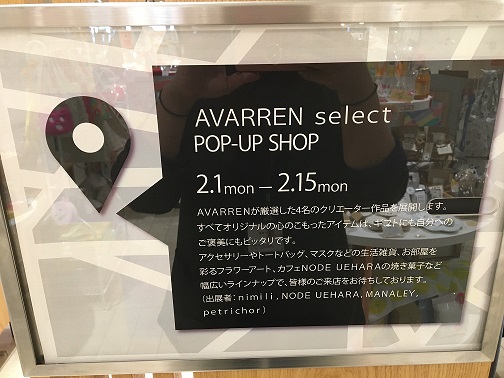 AVARREN select
POP-UP SHOP
2.1mon – 2.15mon
AVARRENが厳選した4名のクリエーター作品を展開します。
すべてオリジナルの心のこもったアイテムは、ギフトにも自分への
ご褒美にもピッタリです。
アクセサリーやトートバッグ、マスクなどの生活雑貨、お部屋を
彩るフラワーアート、カフェNODE UEHARAの焼き菓子など
幅広いラインナップで、皆様のご来店をお待ちしております。
（出展者：nimili, NODE UEHARA, MANALEY,
petrichor）